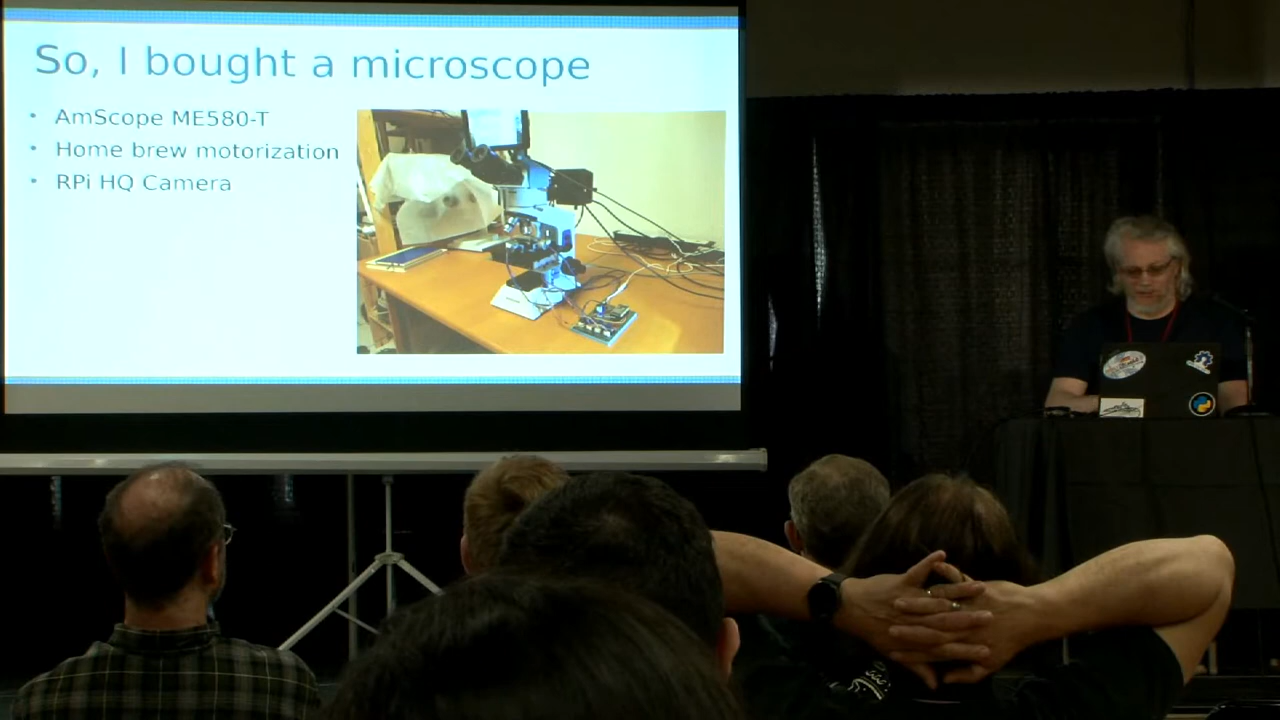 So, I bought a microscope
• AmScope ME580-T
• Home brew motorization
• RPi HQ Camera